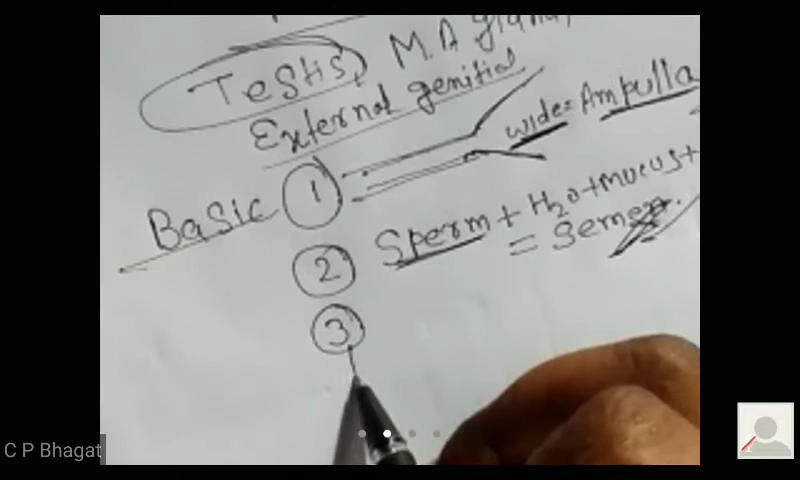 Testis) M.A gland
External genitial
wide = Ampulla
Basic ①
② Sperm + H2O + mucus +
= Semen.
③
C P Bhagat